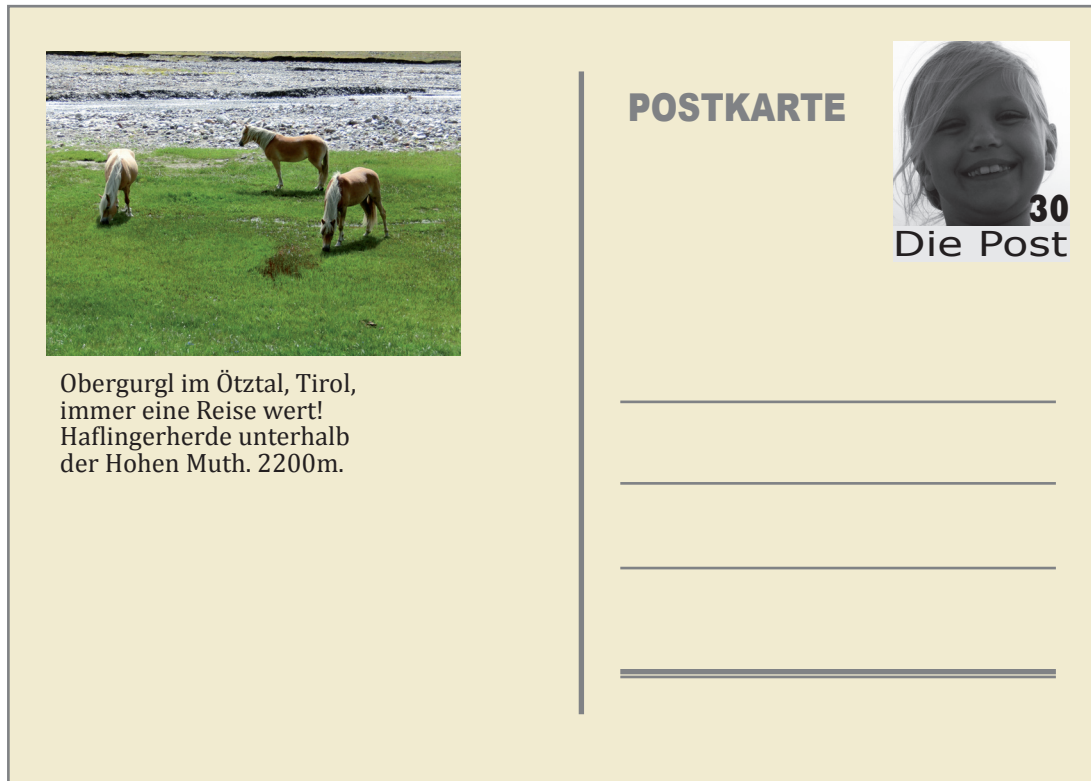 POSTKARTE
30
Die Post
Obergurgl im Ötztal, Tirol,
immer eine Reise wert!
Haflingerherde unterhalb
der Hohen Muth. 2200m.